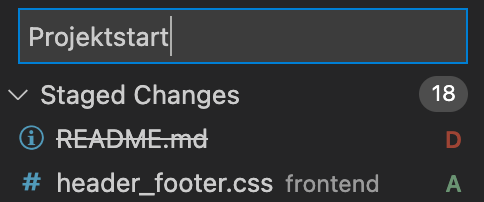 Projektstart
Staged Changes 18
README.md D
# header_footer.css frontend A